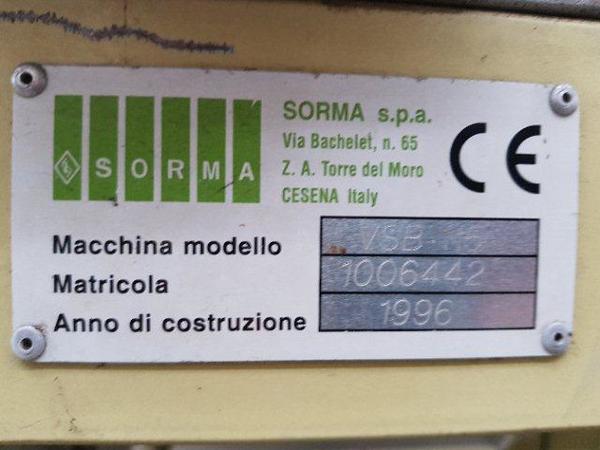 SORMA
SORMA s.p.a.
Via Bachelet, n. 65
Z. A. Torre del Moro
CESENA Italy
CE
Macchina modello
Matricola 1006442
Anno di costruzione 1996